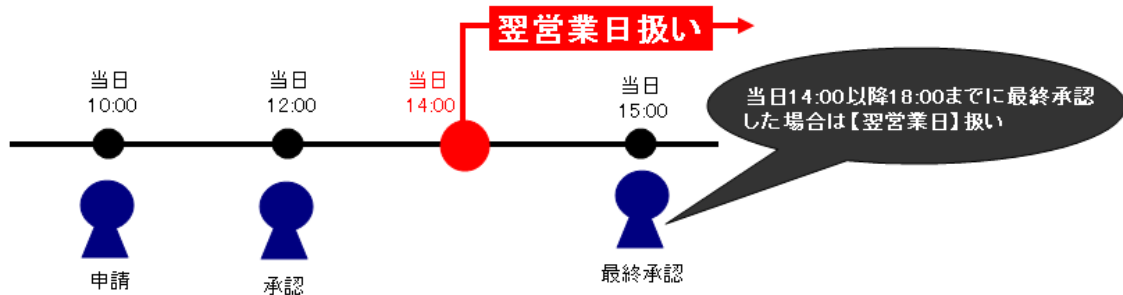 翌営業日扱い
当日
10:00
当日
12:00
当日
14:00
当日
15:00
当日14:00以降18:00までに最終承認
した場合は【翌営業日】扱い
申請
承認
最終承認